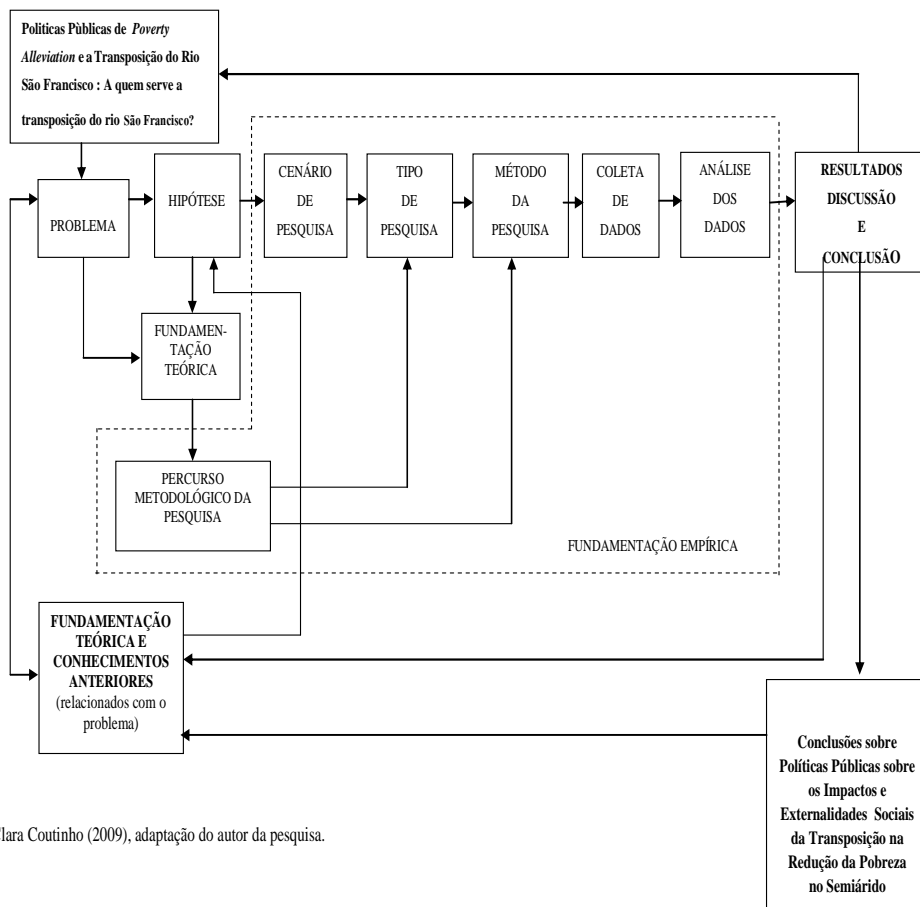 Politicas Pùblicas de Poverty
Alleviation e a Transposição do Rio
São Francisco : A quem serve a
transposição do rio São Francisco?
PROBLEMA
HIPÓTESE
CENÁRIO
DE
PESQUISA
TIPO
DE
PESQUISA
MÉTODO
DA
PESQUISA
COLETA
DE
DADOS
ANÁLISE
DOS
DADOS
RESULTADOS
DISCUSSÃO
E
CONCLUSÃO
FUNDAMEN-
TAÇÃO
TEÓRICA
PERCURSO
METODOLÓGICO DA
PESQUISA
FUNDAMENTAÇÃO EMPÍRICA
FUNDAMENTAÇÃO
TEÓRICA E
CONHECIMENTOS
ANTERIORES
(relacionados com o
problema)
Conclusões sobre
Políticas Públicas sobre
os Impactos e
Externalidades Sociais
da Transposição na
Redução da Pobreza
no Semiárido
Coutinho (2009), adaptação do autor da pesquisa.